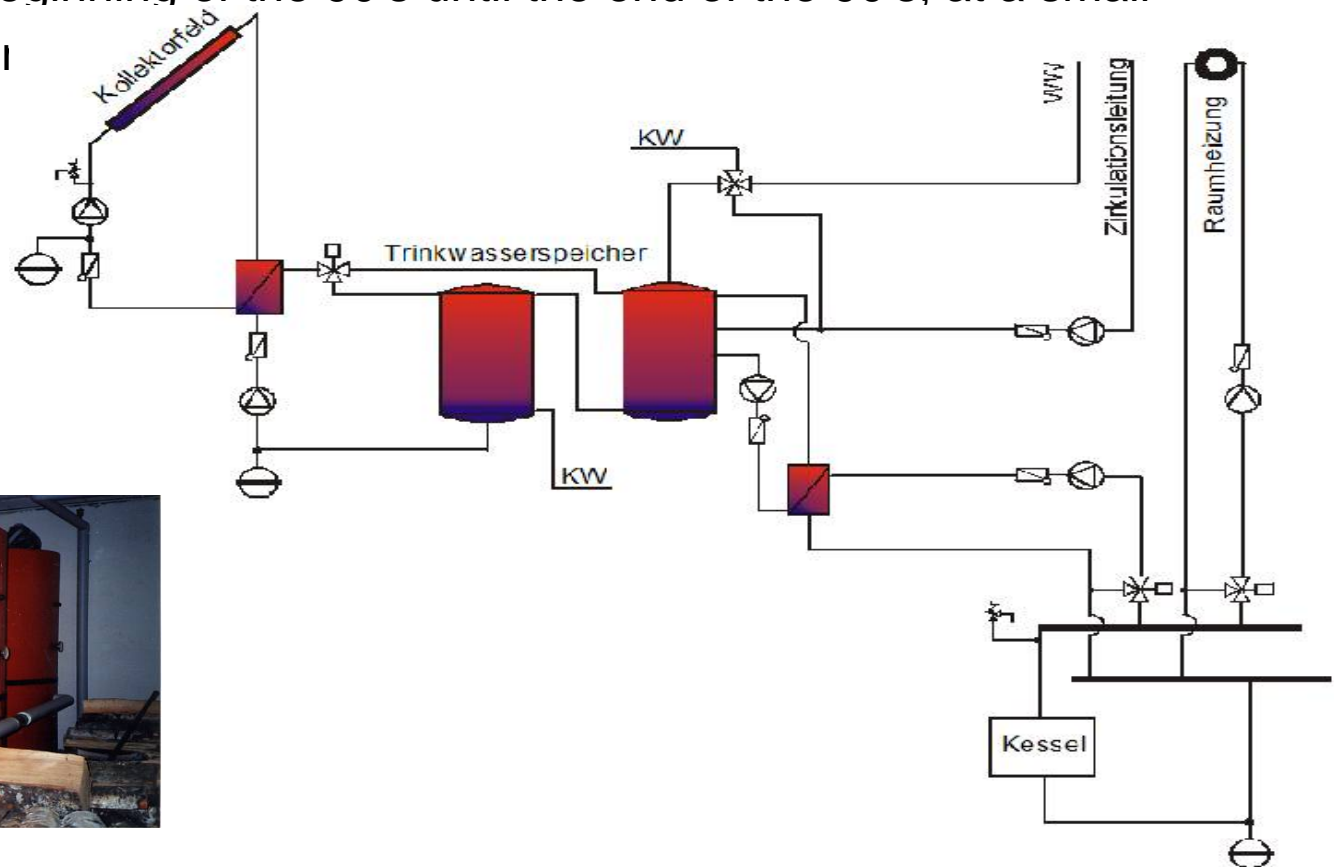 Kollektorfeld
KW
WW
Zirkulationsleitung
Raumheizung
Trinkwasserspeicher
KW
Kessel